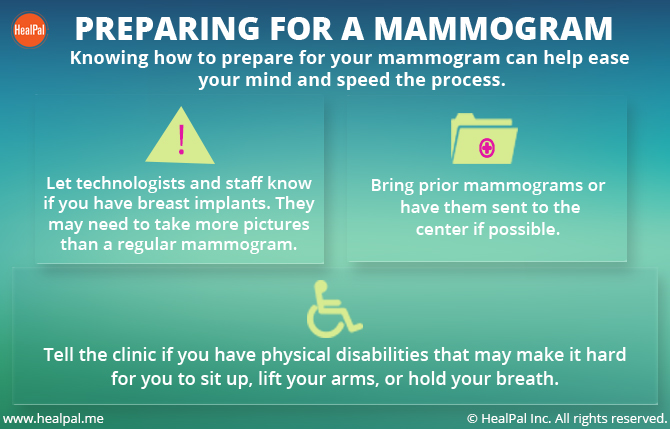 HealPal
PREPARING FOR A MAMMOGRAM
Knowing how to prepare for your mammogram can help ease
your mind and speed the process.
!
Let technologists and staff know
if you have breast implants. They
may need to take more pictures
than a regular mammogram.
Bring prior mammograms or
have them sent to the
center if possible.
Tell the clinic if you have physical disabilities that may make it hard
for you to sit up, lift your arms, or hold your breath.
www.healpal.me
© HealPal Inc. All rights reserved.